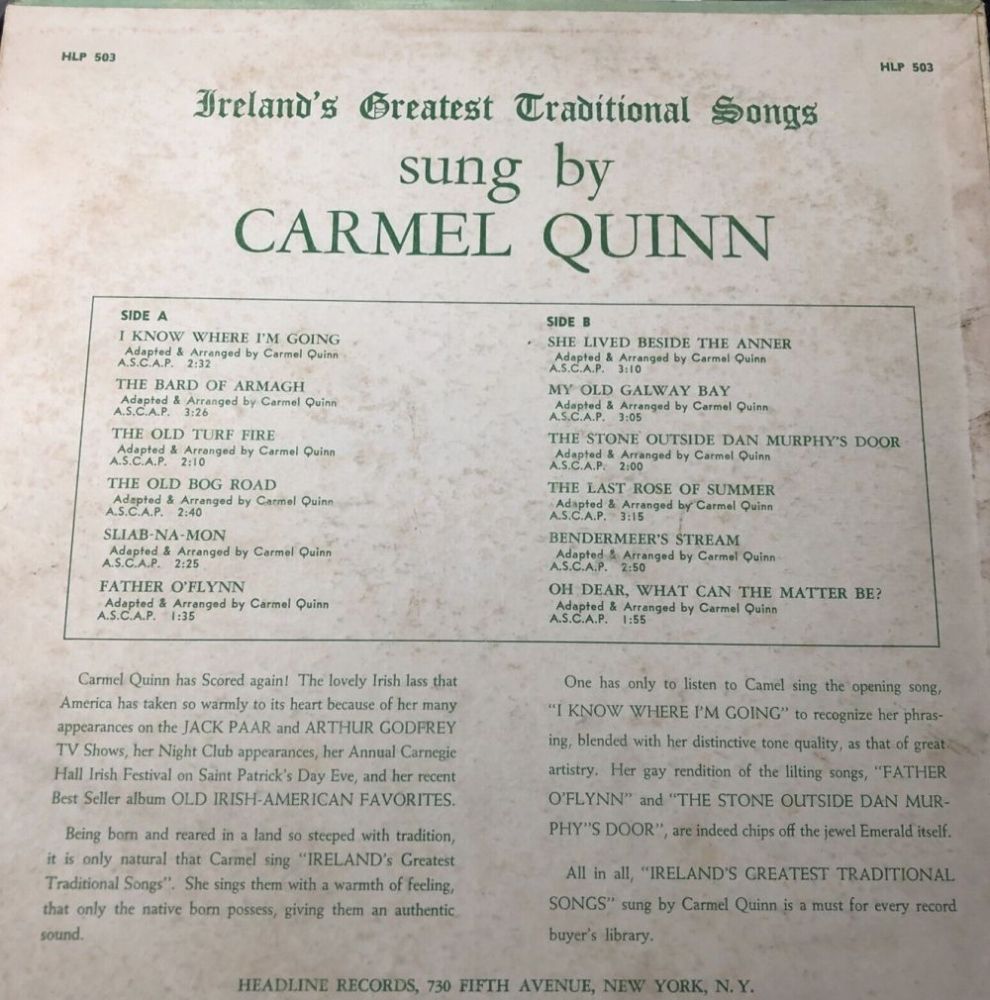 HLP 503
HLP 503
Ireland's Greatest Traditional Songs
sung by
CARMEL QUINN
SIDE A
I KNOW WHERE I'M GOING
Adapted & Arranged by Carmel Quinn
A.S.C.A.P. 2:32
THE BARD OF ARMAGH
Adapted & Arranged by Carmel Quinn
A.S.C.A.P. 3:26
THE OLD TURF FIRE
Adapted & Arranged by Carmel Quinn
A.S.C.A.P. 2:10
THE OLD BOG ROAD
Adapted & Arranged by Carmel Quinn
A.S.C.A.P. 2:40
SLIAB-NA-MON
Adapted & Arranged by Carmel Quinn
A.S.C.A.P. 2:25
FATHER O'FLYNN
Adapted & Arranged by Carmel Quinn
A.S.C.A.P. 1:35
SIDE B
SHE LIVED BESIDE THE ANNER
Adapted & Arranged by Carmel Quinn
A.S.C.A.P. 3:10
MY OLD GALWAY BAY
Adapted & Arranged by Carmel Quinn
A.S.C.A.P. 3:05
THE STONE OUTSIDE DAN MURPHY'S DOOR
Adapted & Arranged by Carmel Quinn
A.S.C.A.P. 2:00
THE LAST ROSE OF SUMMER
Adapted & Arranged by Carmel Quinn
A.S.C.A.P. 3:15
BENDERMEER'S STREAM
Adapted & Arranged by Carmel Quinn
A.S.C.A.P. 2:50
OH DEAR, WHAT CAN THE MATTER BE?
Adapted & Arranged by Carmel Quinn
A.S.C.A.P. 1:55
Carmel Quinn has Scored again! The lovely Irish lass that
America has taken so warmly to its heart because of her many
appearances on the JACK PAAR and ARTHUR GODFREY
TV Shows, her Night Club appearances, her Annual Carnegie
Hall Irish Festival on Saint Patrick's Day Eve, and her recent
Best Seller album OLD IRISH-AMERICAN FAVORITES.
Being born and reared in a land so steeped with tradition,
it is only natural that Carmel sing "IRELAND's Greatest
Traditional Songs". She sings them with a warmth of feeling,
that only the native born possess, giving them an authentic
sound.
One has only to listen to Camel sing the opening song,
"I KNOW WHERE I'M GOING" to recognize her phras-
ing, blended with her distinctive tone quality, as that of great
artistry. Her gay rendition of the lilting songs, "FATHER
O'FLYNN" and "THE STONE OUTSIDE DAN MUR-
PHY"S DOOR", are indeed chips off the jewel Emerald itself.
All in all, "IRELAND'S GREATEST TRADITIONAL
SONGS" sung by Carmel Quinn is a must for every record
buyer's library.
HEADLINE RECORDS, 730 FIFTH AVENUE, NEW YORK, N. Y.